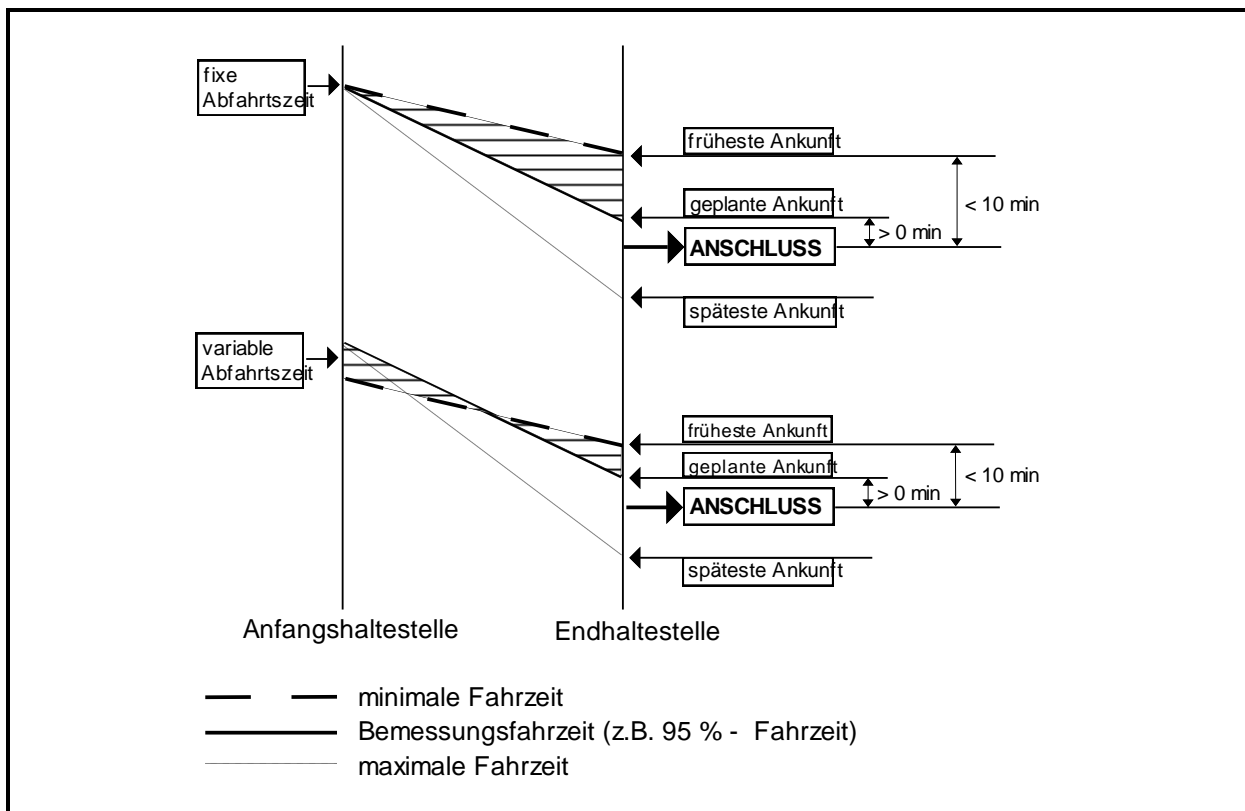 fixe
Abfahrtszeit
früheste Ankunft
geplante Ankunft
< 10 min
> 0 min
ANSCHLUSS
späteste Ankunft
variable
Abfahrtszeit
früheste Ankunft
geplante Ankunft
< 10 min
> 0 min
ANSCHLUSS
späteste Ankunft
Anfangshaltestelle
Endhaltestelle
minimale Fahrzeit
Bemessungsfahrzeit (z.B. 95 % - Fahrzeit)
maximale Fahrzeit